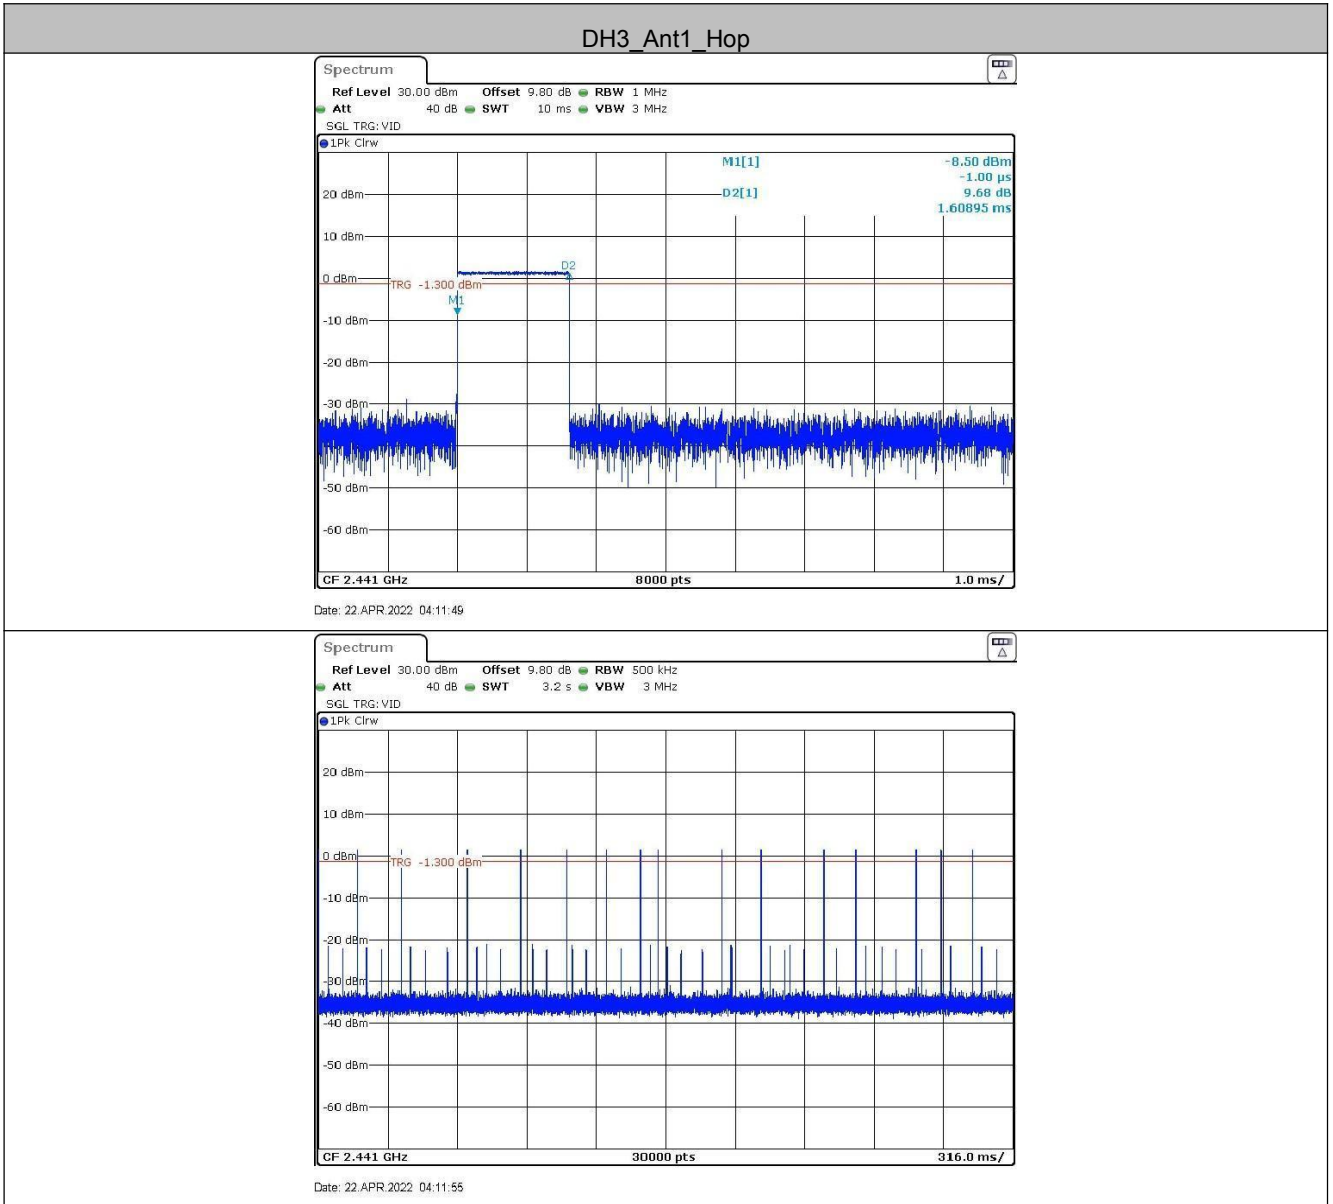 DH3_Ant1_Hop
Spectrum
Ref Level 30.00 dBm Offset 9.80 dB RBW 1 MHz
Att 40 dB SWT 10 ms VBW 3 MHz
SGL TRG: VID
1Pk Clrw
M1[1] -8.50 dBm
-1.00 µs
20 dBm D2[1] 9.68 dB
1.60895 ms
10 dBm
D2
0 dBm
TRG -1.300 dBm
M1
-10 dBm
-20 dBm
-30 dBm
-50 dBm
-60 dBm
CF 2.441 GHz 8000 pts 1.0 ms/
Date: 22.APR.2022 04:11:49
Spectrum
Ref Level 30.00 dBm Offset 9.80 dB RBW 500 kHz
Att 40 dB SWT 3.2 s VBW 3 MHz
SGL TRG: VID
1Pk Clrw
20 dBm
10 dBm
0 dBm
TRG -1.300 dBm
-10 dBm
-20 dBm
-30 dBm
-40 dBm
-50 dBm
-60 dBm
CF 2.441 GHz 30000 pts 316.0 ms/
Date: 22.APR.2022 04:11:55